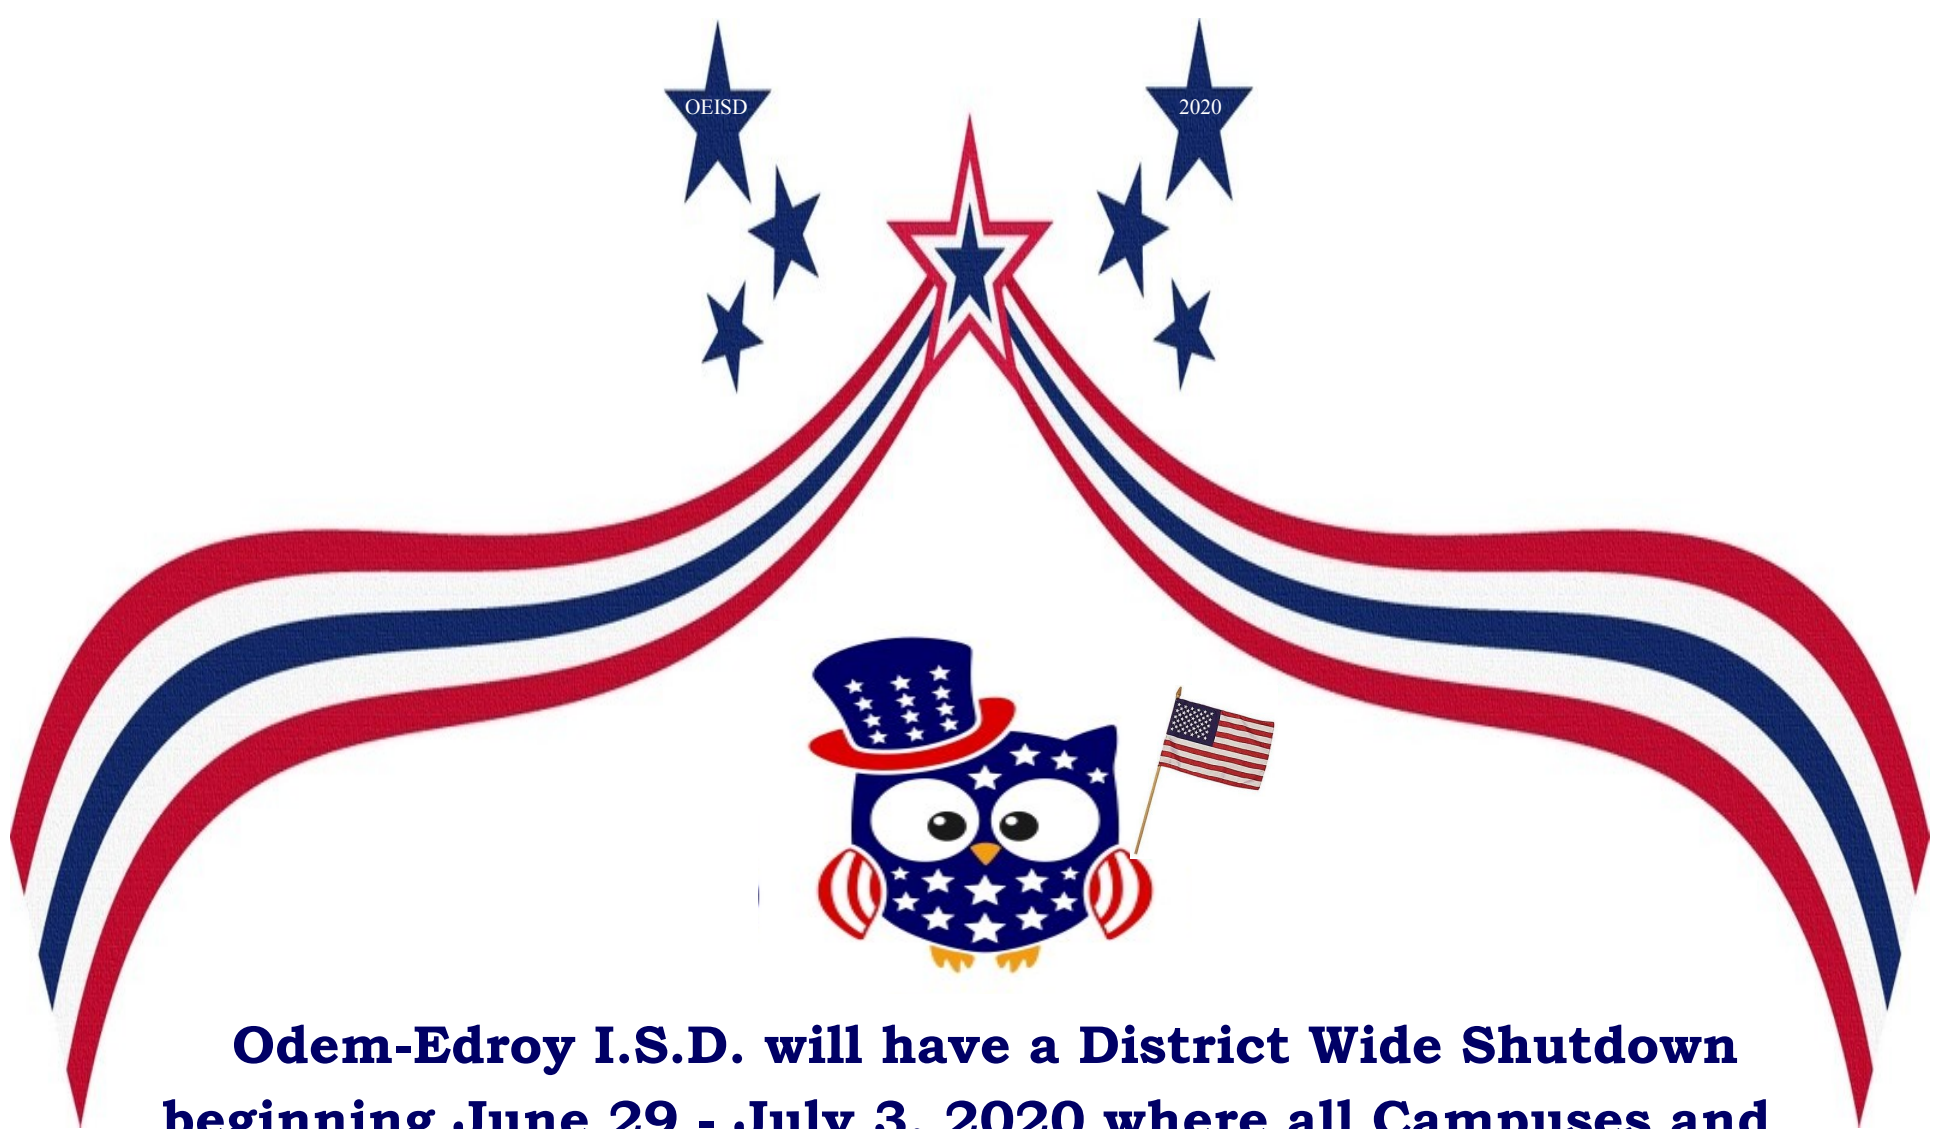 OEISD
2020
Odem-Edroy I.S.D. will have a District Wide Shutdown
beginning June 29 - July 3, 2020 where all Campuses and